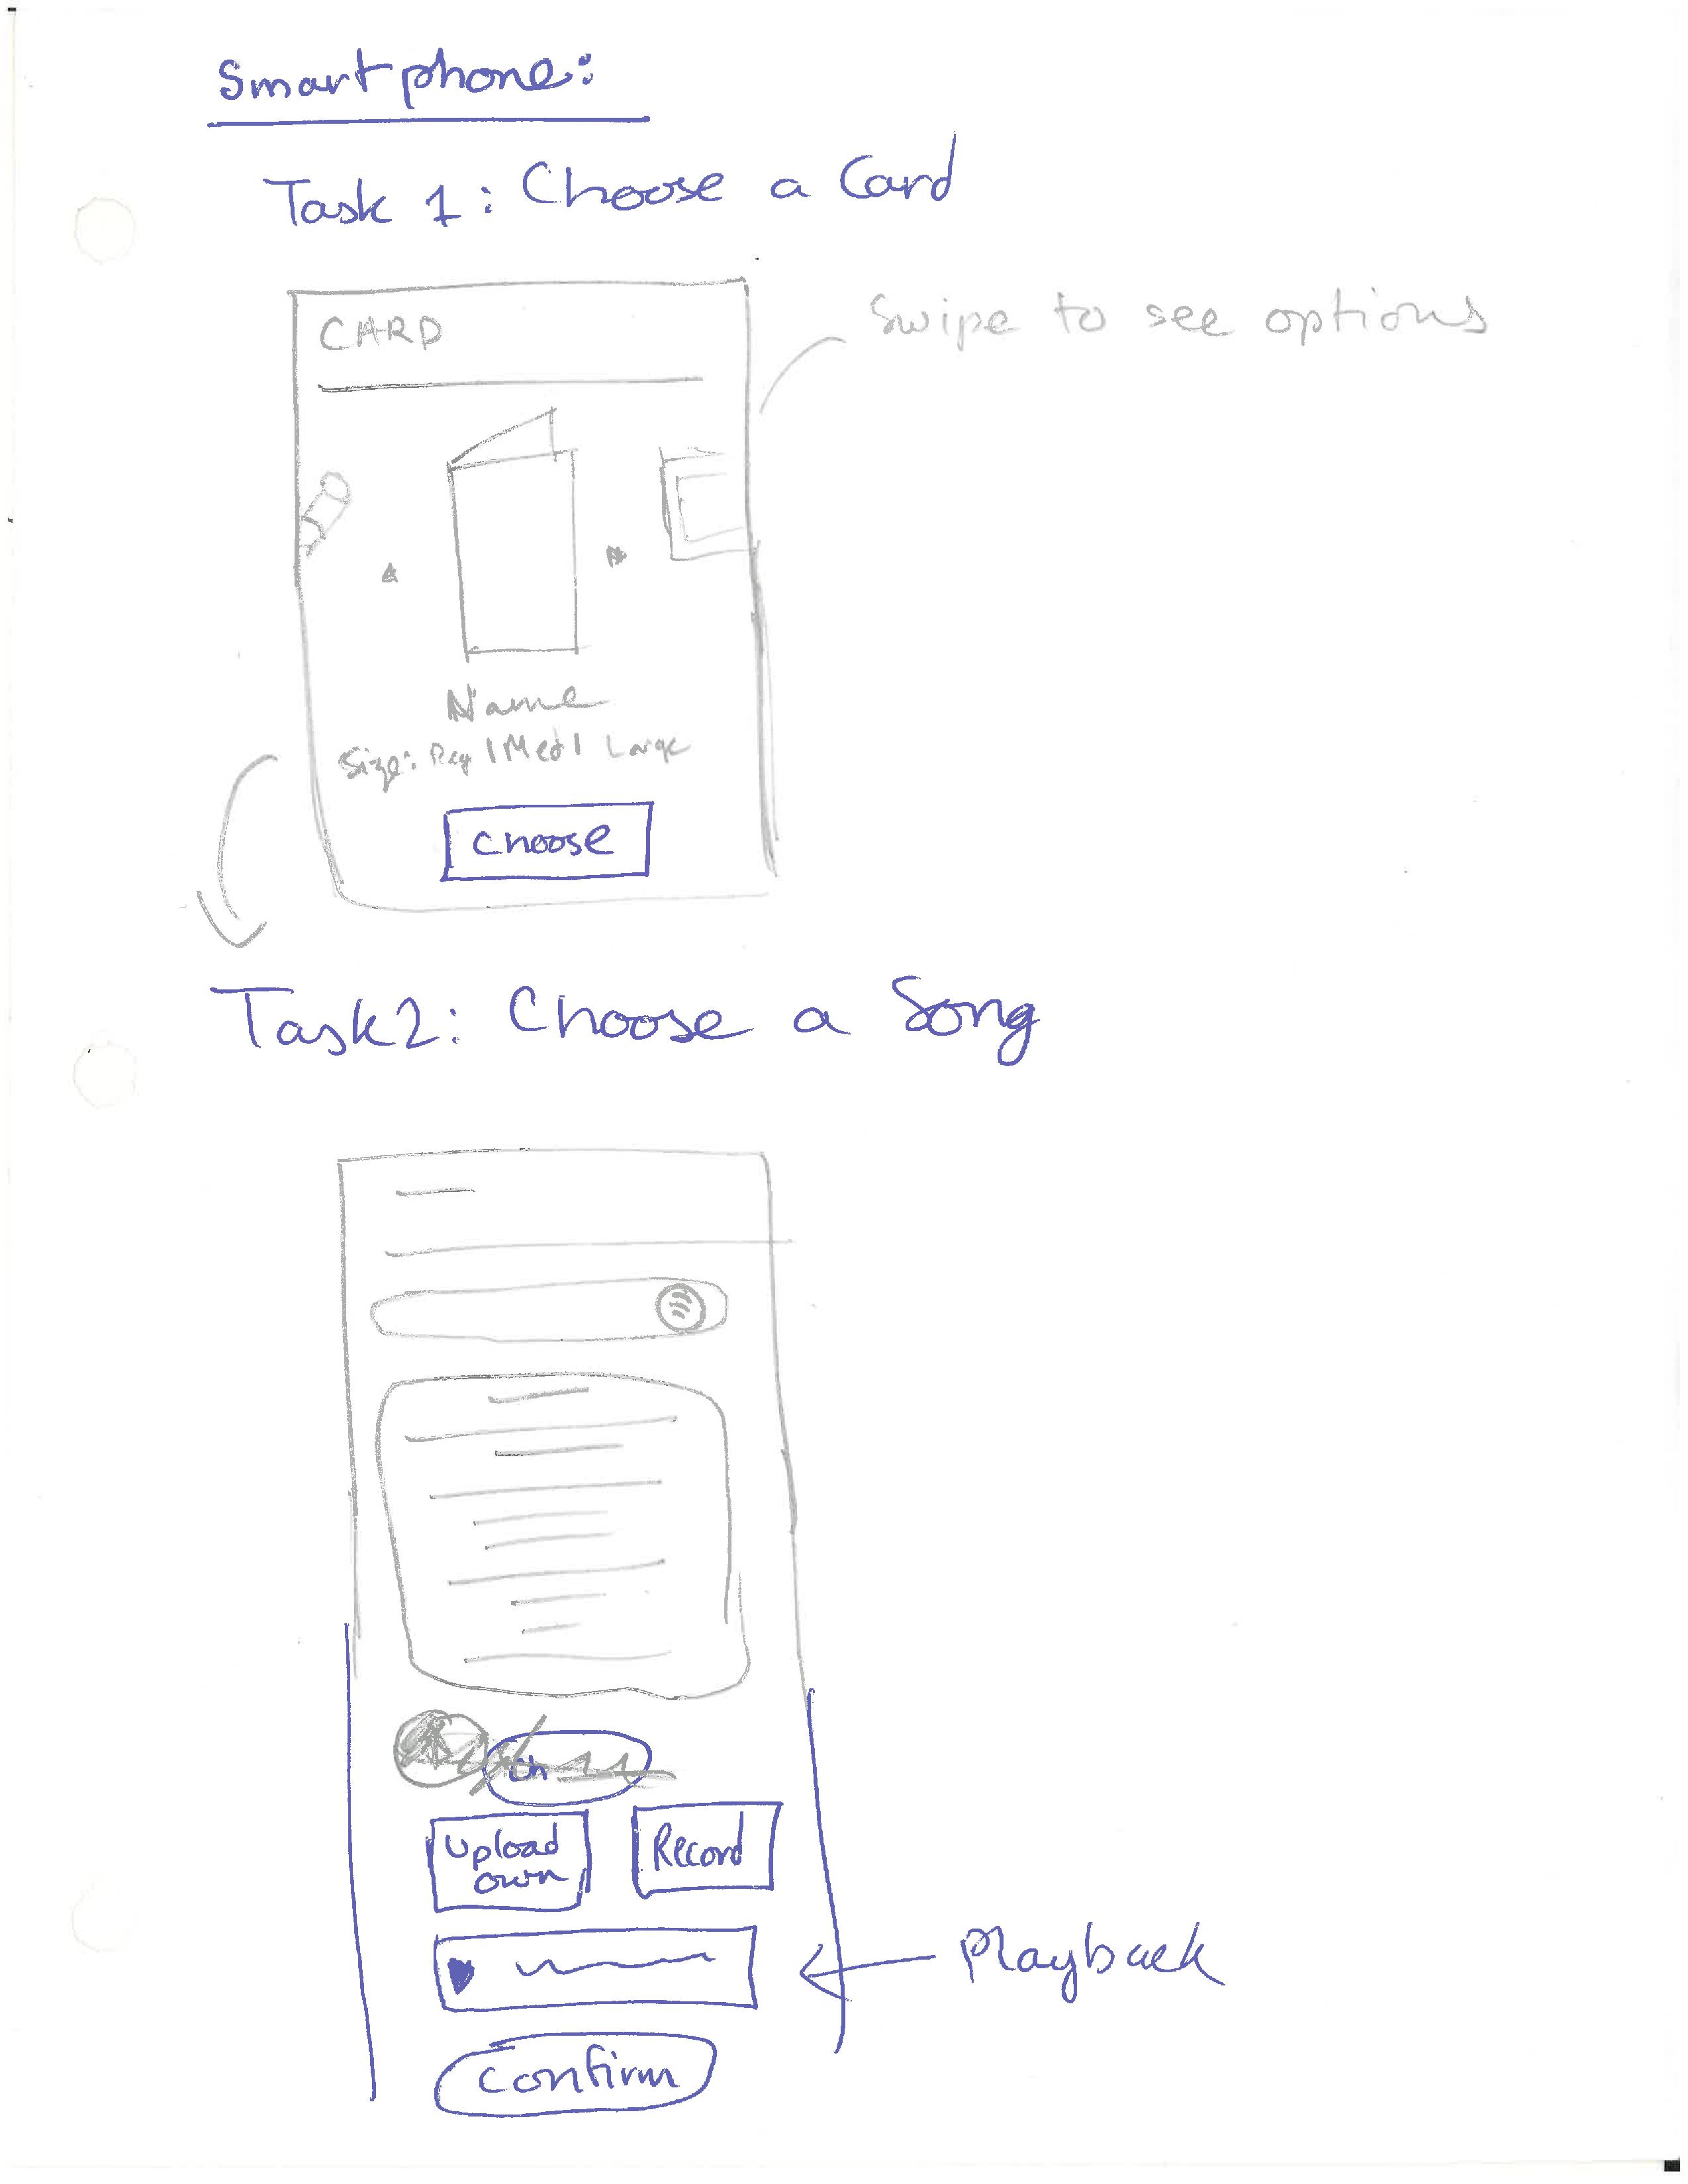 Smartphone:
Task 1: Choose a Card
CARD
Swipe to see options
Name
Size: Reg | Med | Large
Choose
Task2: Choose a Song
Upload
own
Record
Playback
Confirm